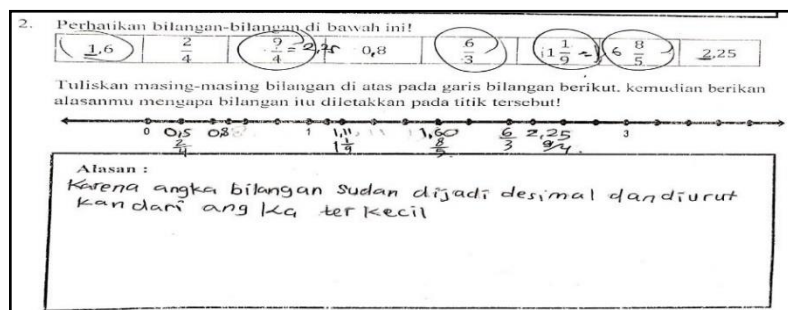 2. Perhatikan bilangan-bilangan di bawah ini!
1,6 2/4 9/4 = 2,25 0,8 6/3 1 1/9 8/5 2,25
Tuliskan masing-masing bilangan di atas pada garis bilangan berikut. kemudian berikan
alasanmu mengapa bilangan itu diletakkan pada titik tersebut!
0 0,5 0,8 1 1,11 1,60 6/3 2,25 3
2/4 1 1/9 8/5 9/4
Alasan :
Karena angka bilangan sudan dijadi desimal dan diurut
kan dari angka terkecil